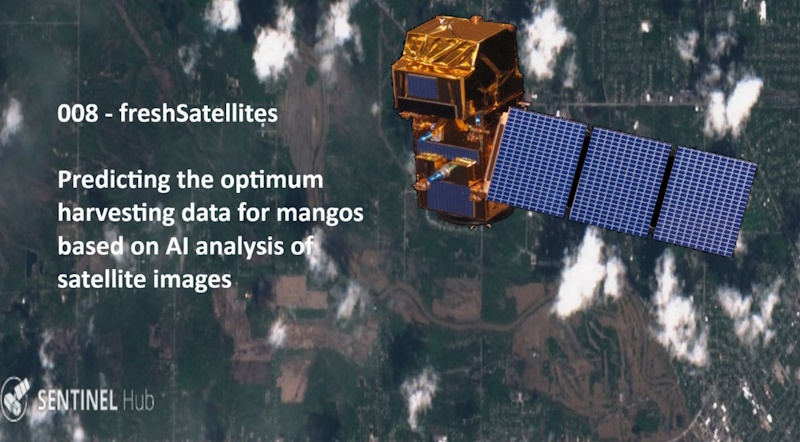 008 - freshSatellites
Predicting the optimum
harvesting data for mangos
based on AI analysis of
satellite images
SENTINEL Hub